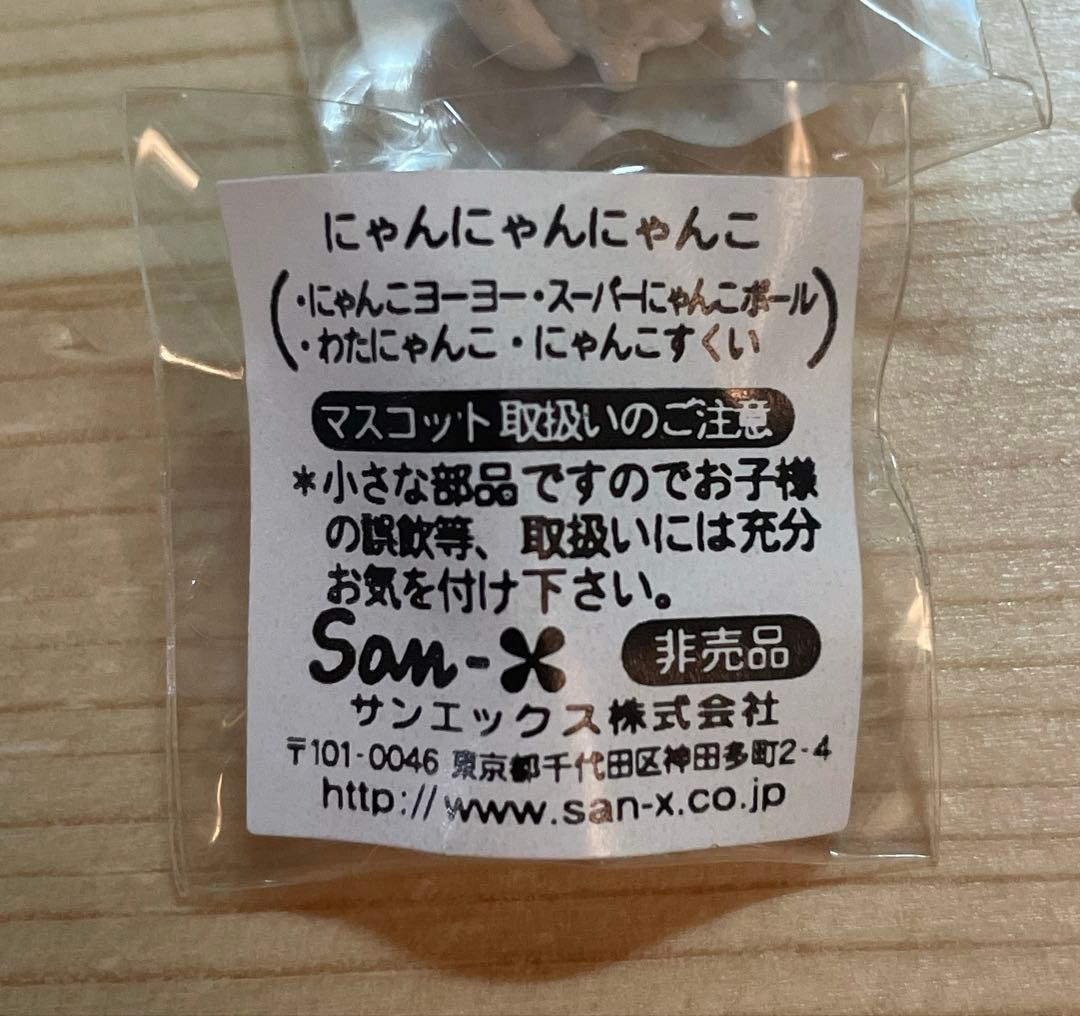 にゃんにゃんにゃんこ
(・にゃんこヨーヨー・スーパーにゃんこボール
・わたにゃんこ・にゃんこすくい)
マスコット取扱いのご注意
*小さな部品ですのでお子様
の誤飲等、取扱いには充分
お気を付け下さい。
San-X 非売品
サンエックス株式会社
〒101-0046 東京都千代田区神田多町2-4
http://www.san-x.co.jp